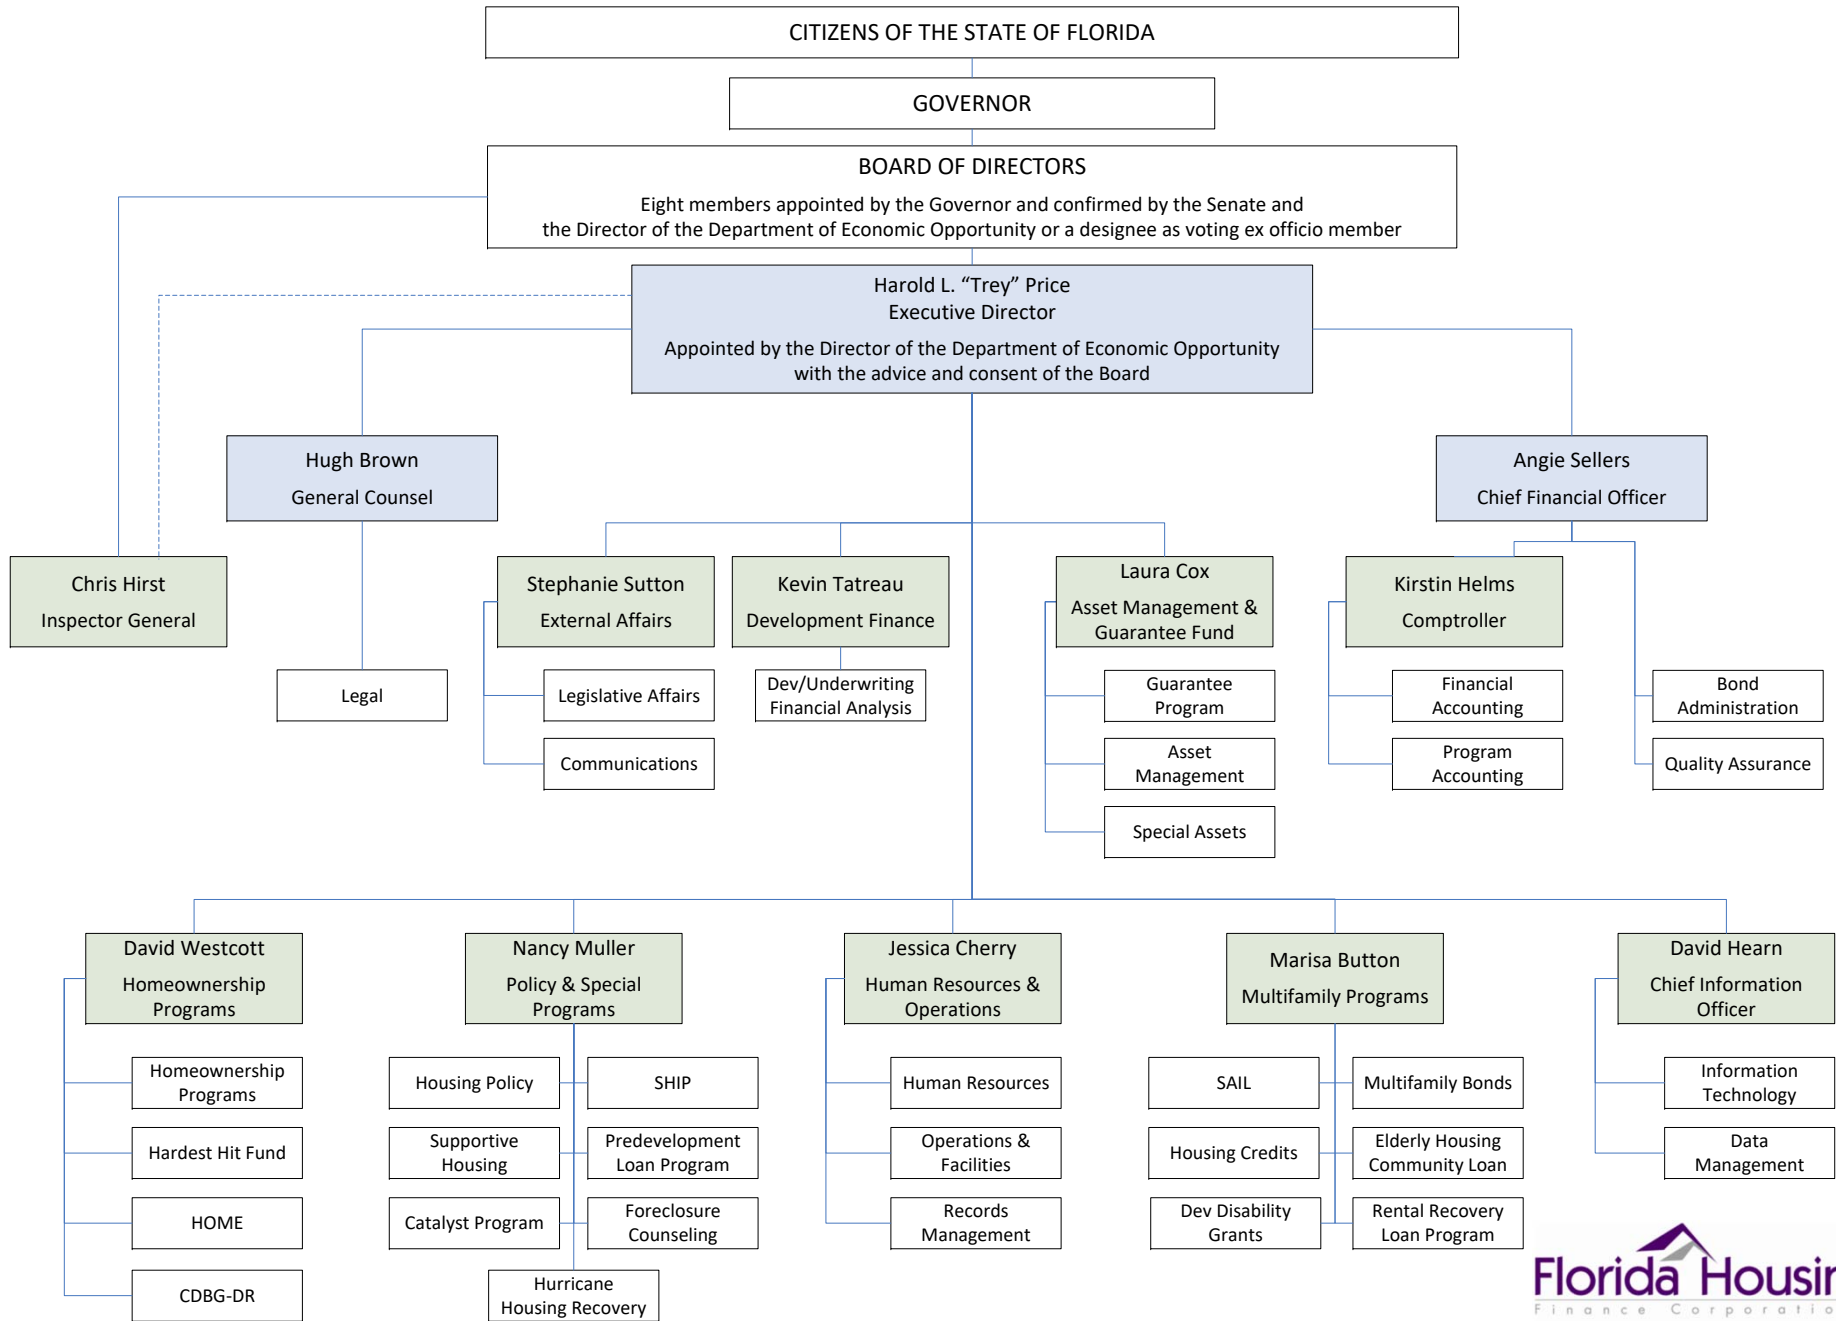 CITIZENS OF THE STATE OF FLORIDA
GOVERNOR
BOARD OF DIRECTORS
Eight members appointed by the Governor and confirmed by the Senate and
the Director of the Department of Economic Opportunity or a designee as voting ex officio member
Harold L. “Trey” Price
Executive Director
Appointed by the Director of the Department of Economic Opportunity
with the advice and consent of the Board
Hugh Brown
General Counsel
Angie Sellers
Chief Financial Officer
Chris Hirst
Inspector General
Stephanie Sutton
External Affairs
Kevin Tatreau
Development Finance
Laura Cox
Asset Management &
Guarantee Fund
Kirstin Helms
Comptroller
Legal
Legislative Affairs
Communications
Dev/Underwriting
Financial Analysis
Guarantee
Program
Asset
Management
Special Assets
Financial
Accounting
Program
Accounting
Bond
Administration
Quality Assurance
David Westcott
Homeownership
Programs
Homeownership
Programs
Hardest Hit Fund
HOME
CDBG-DR
Nancy Muller
Policy & Special
Programs
Housing Policy
SHIP
Supportive
Housing
Predevelopment
Loan Program
Catalyst Program
Foreclosure
Counseling
Hurricane
Housing Recovery
Jessica Cherry
Human Resources &
Operations
Human Resources
Operations &
Facilities
Records
Management
Marisa Button
Multifamily Programs
SAIL
Multifamily Bonds
Housing Credits
Elderly Housing
Community Loan
Dev Disability
Grants
Rental Recovery
Loan Program
David Hearn
Chief Information
Officer
Information
Technology
Data
Management
Florida Housin
Finance Corporatio